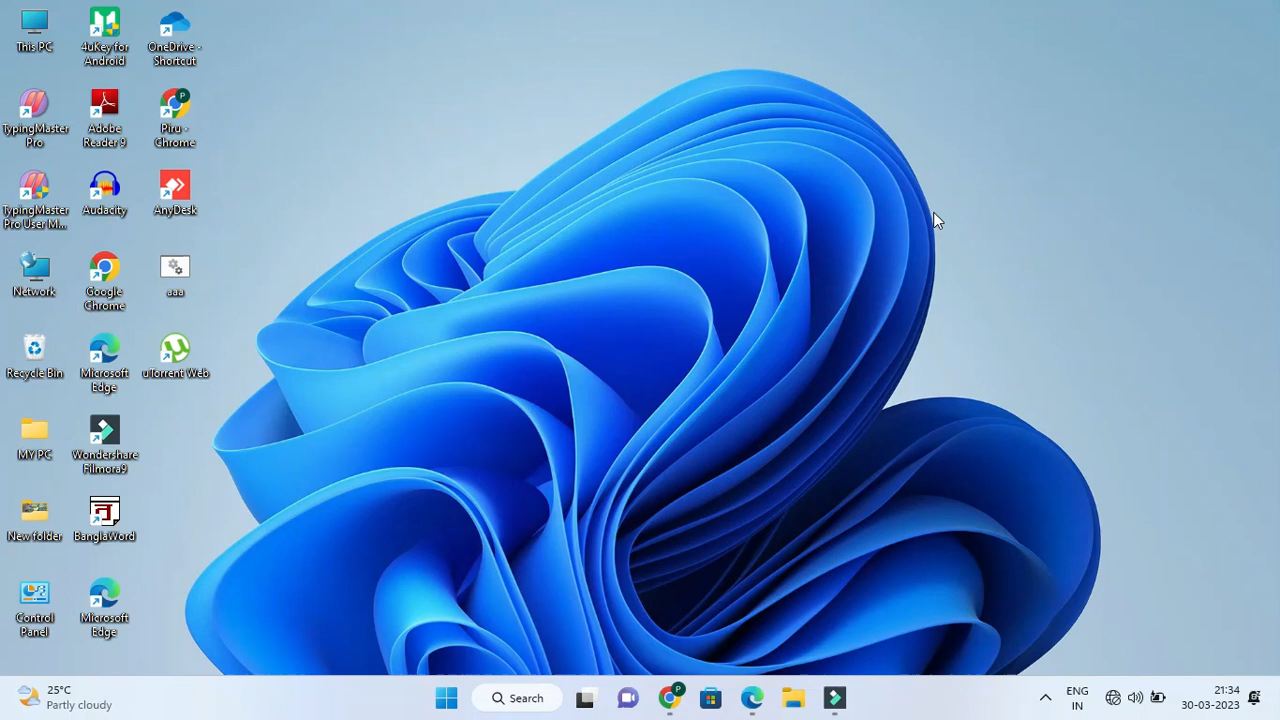 This PC
4uKey for
Android
OneDrive -
Shortcut
TypingMaster
Pro
Adobe
Reader 9
Piru -
Chrome
TypingMaster
Pro User M...
Audacity
AnyDesk
Network
Google
Chrome
aaa
Recycle Bin
Microsoft
Edge
uTorrent Web
MY PC
Wondershare
Filmora9
New folder
BanglaWord
Control
Panel
Microsoft
Edge
25°C
Partly cloudy
Search
P
ENG
IN
21:34
30-03-2023